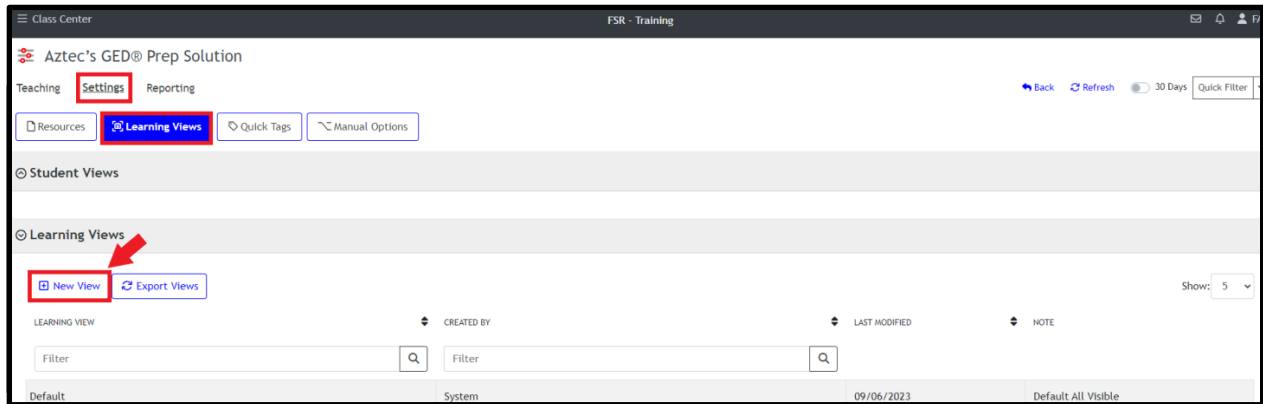 Class Center FSR - Training FA
Aztec's GED® Prep Solution
Teaching Settings Reporting Back Refresh 30 Days Quick Filter
Resources Learning Views Quick Tags Manual Options
Student Views
Learning Views
New View Export Views Show: 5
LEARNING VIEW CREATED BY LAST MODIFIED NOTE
Filter Filter
Default System 09/06/2023 Default All Visible